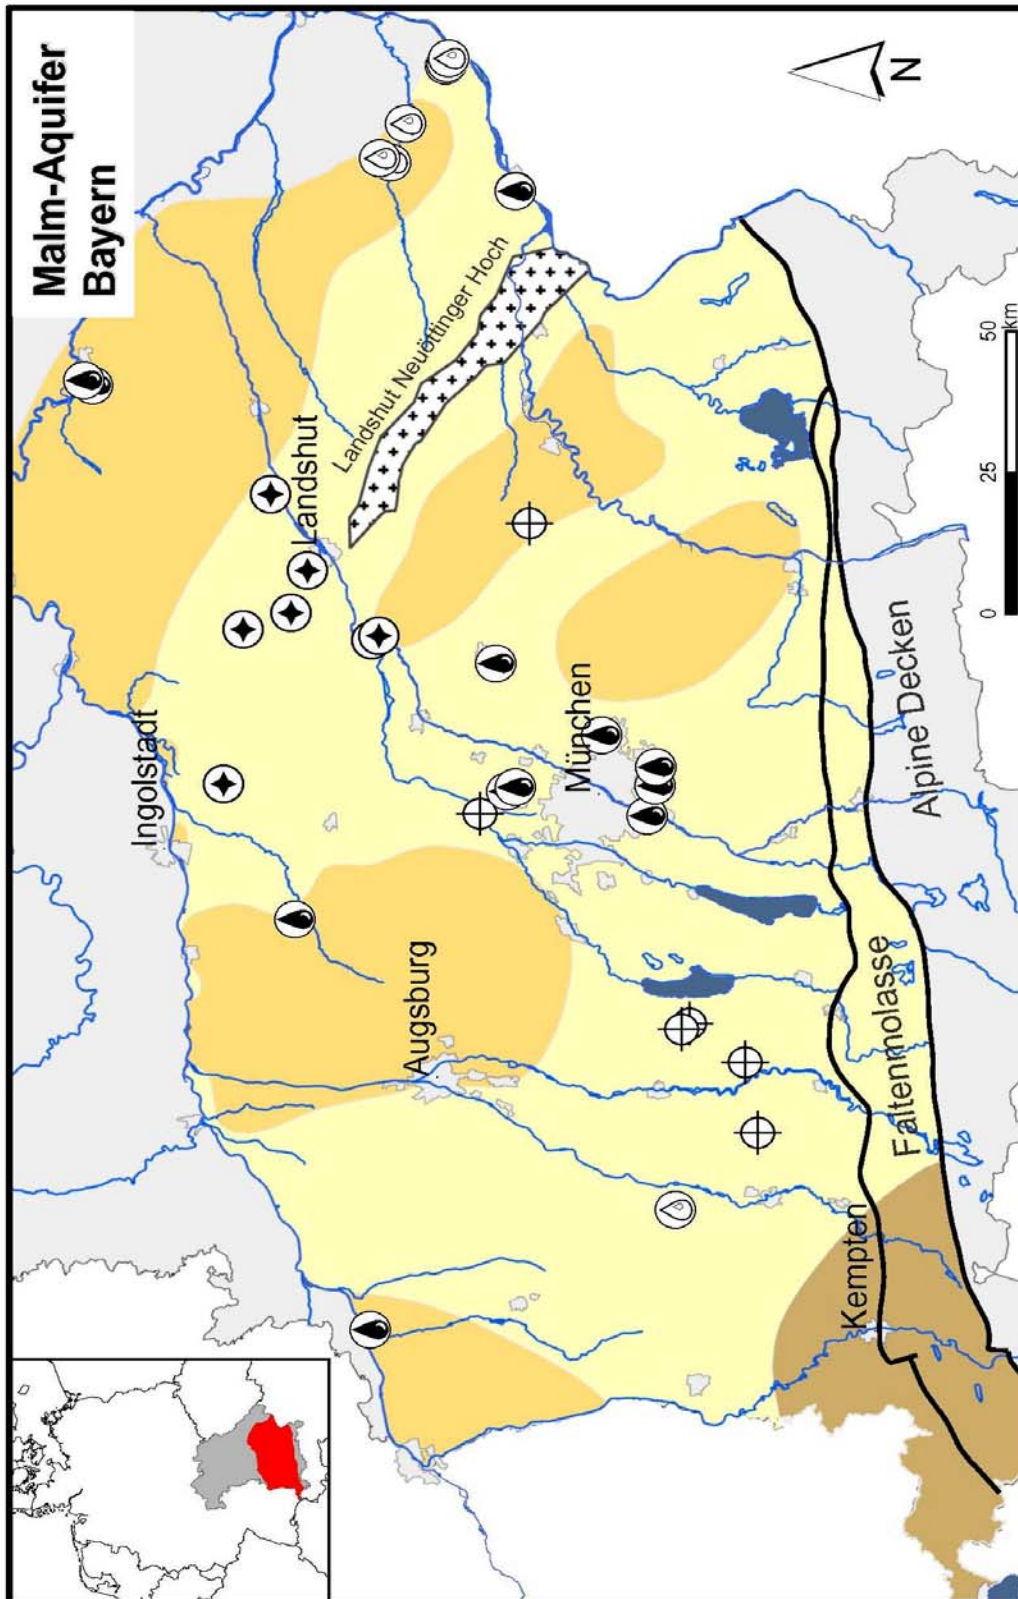 Malm-Aquifer
Bayern
Ingolstadt
Landshut
Landshut Neuöttinger Hoch
Augsburg
München
Kempten
Faltenmolasse
Alpine Decken
N
0
25
50
km